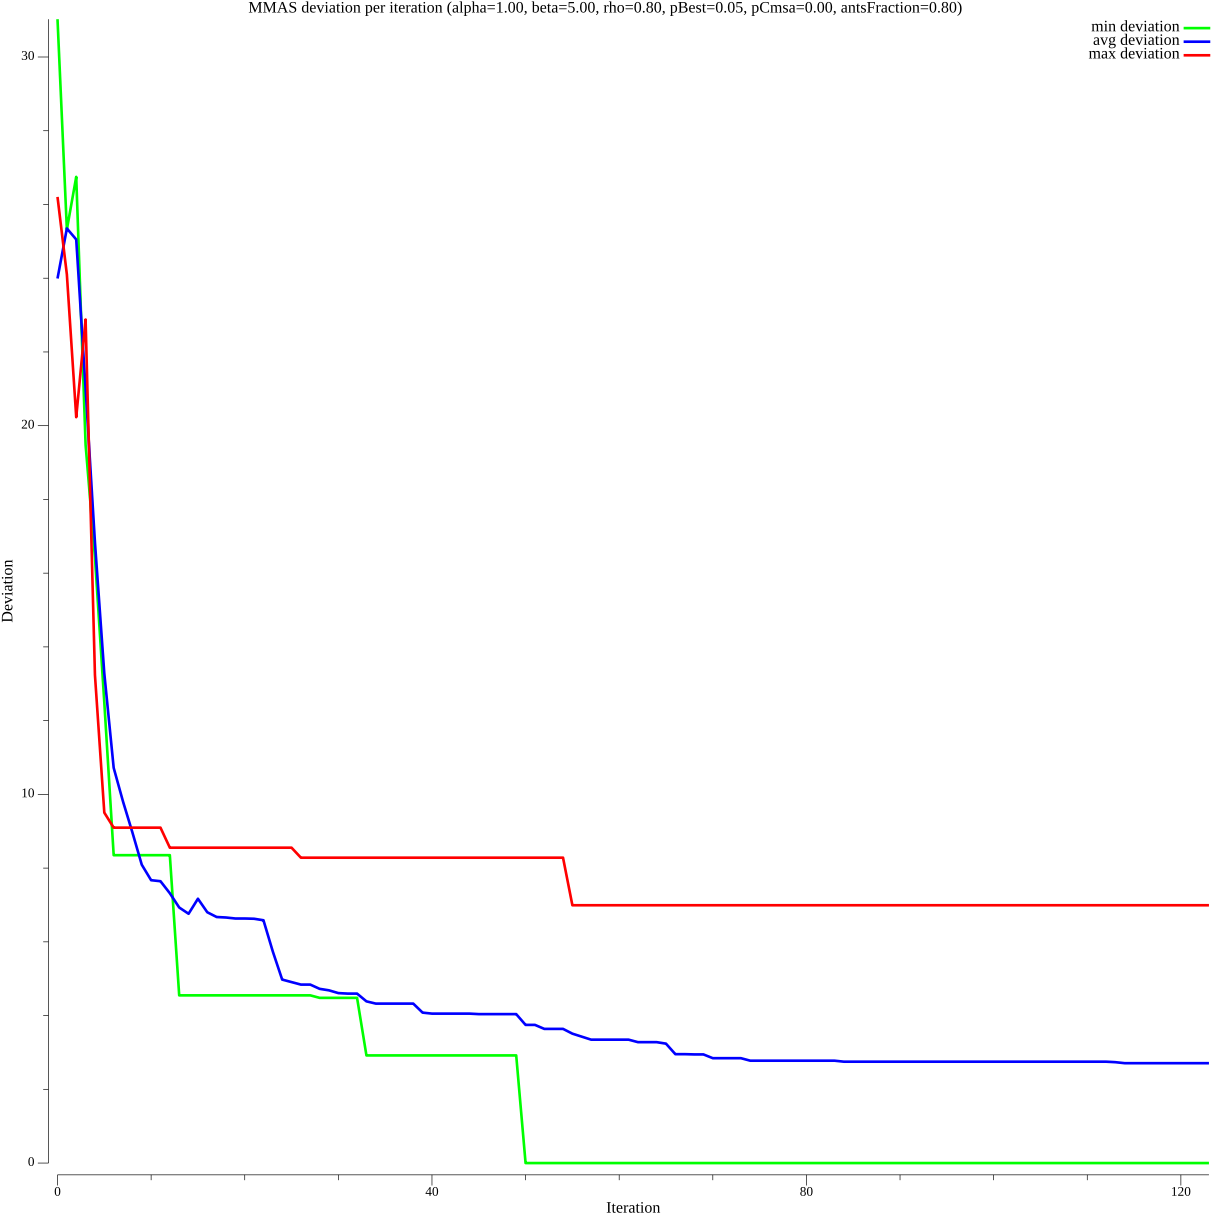 MMAS deviation per iteration (alpha=1.00, beta=5.00, rho=0.80, pBest=0.05, pCmsa=0.00, antsFraction=0.80)
min deviation
avg deviation
max deviation
30
20
10
0
Deviation
0 40 80 120
Iteration